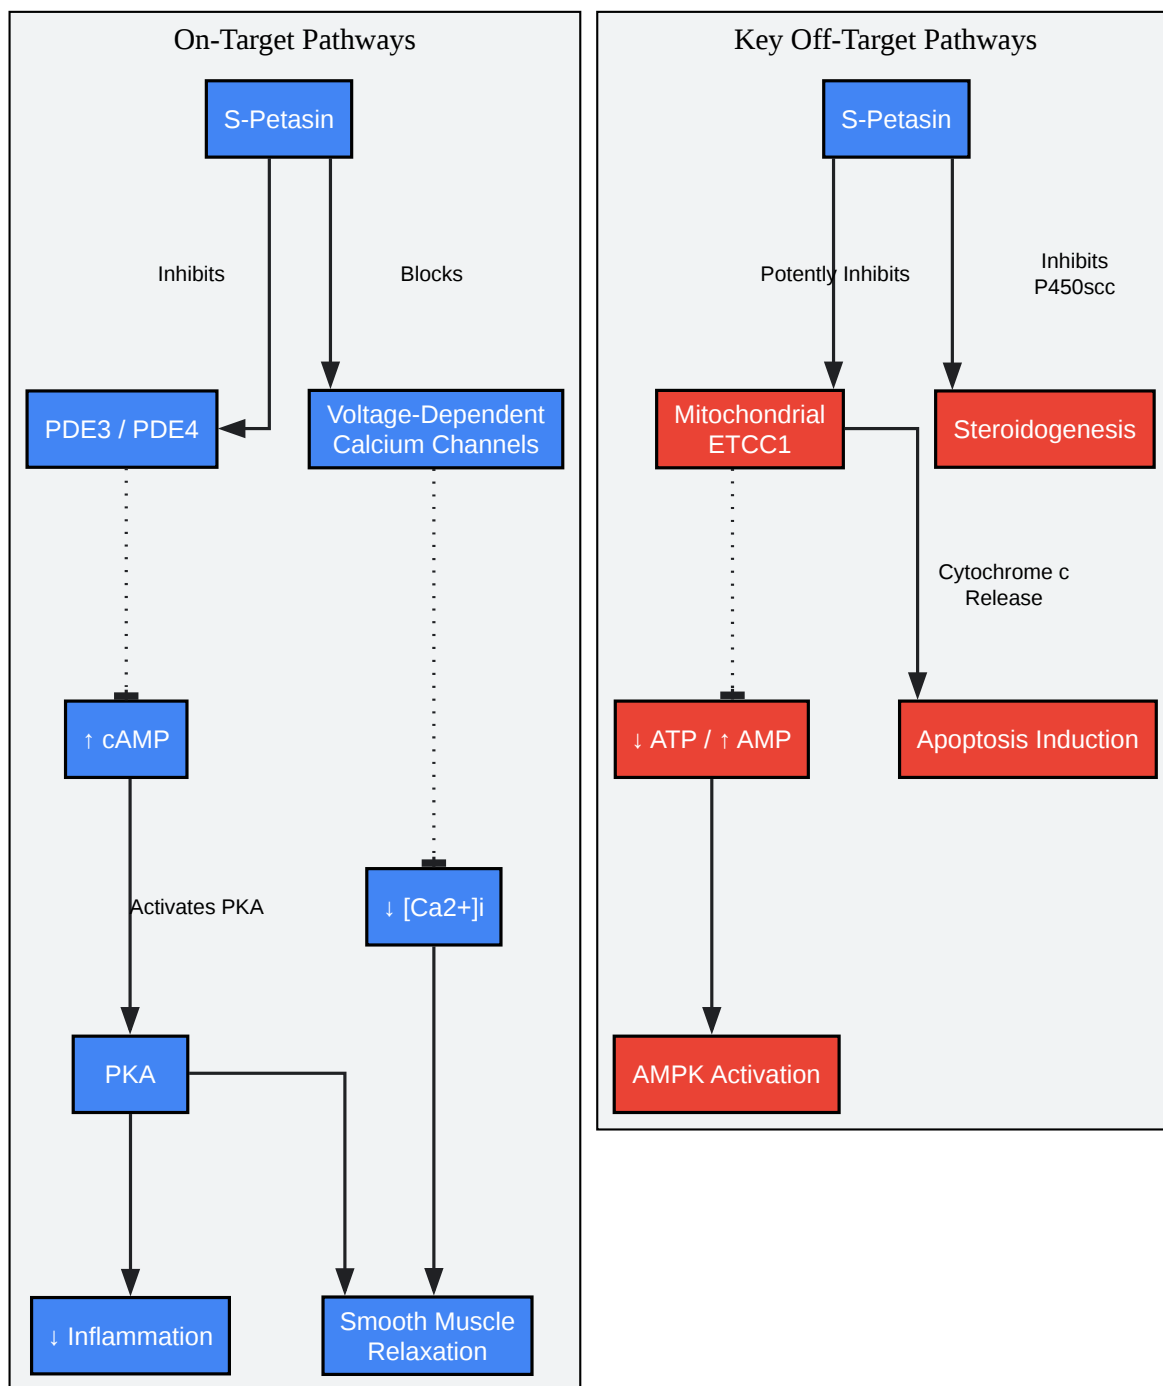 On-Target Pathways
S-Petasin
Inhibits
Blocks
PDE3 / PDE4
Voltage-Dependent
Calcium Channels
↑ cAMP
Activates PKA
↓ [Ca2+]i
PKA
↓ Inflammation
Smooth Muscle
Relaxation
Key Off-Target Pathways
S-Petasin
Potently Inhibits
Inhibits
P450scc
Mitochondrial
ETCC1
Steroidogenesis
Cytochrome c
Release
↓ ATP / ↑ AMP
Apoptosis Induction
AMPK Activation